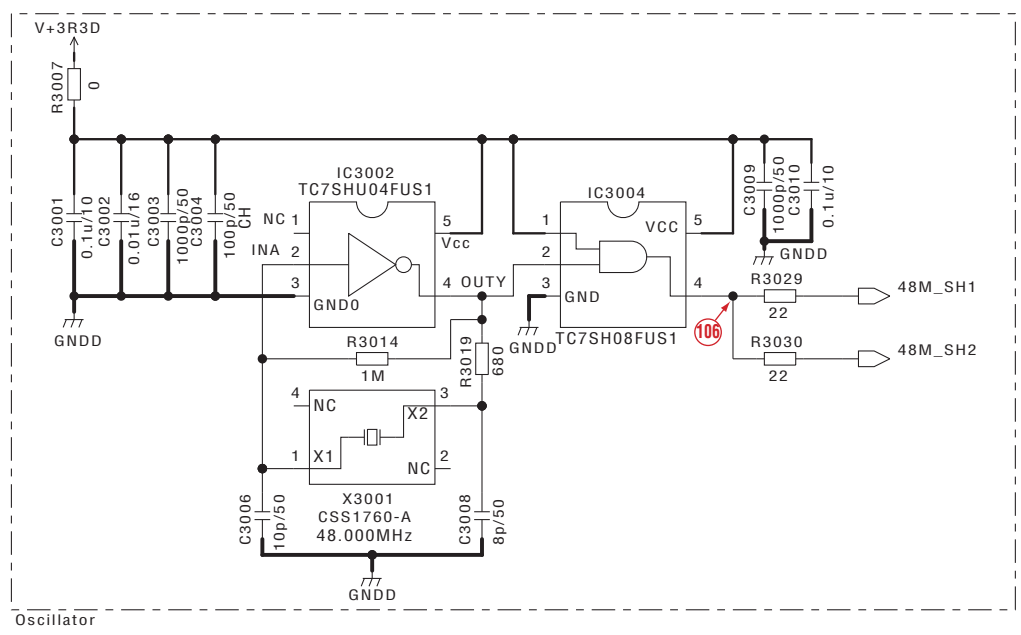 V+3R3D
R3007
0
C3001
0.1u/10
C3002
0.01u/16
C3003
1000p/50
C3004
100p/50
CH
IC3002
TC7SHU04FUS1
NC 1
INA 2
3
GND0
5
Vcc
4 OUTY
GNDD
IC3004
1
2
3
GND
VCC 5
4
GNDD
TC7SH08FUS1
C3009
1000p/50
C3010
0.1u/10
GNDD
106
R3029
22
48M_SH1
R3030
22
48M_SH2
R3014
1M
R3019
680
4
NC
3
X2
1 X1
2
NC
X3001
CSS1760-A
48.000MHz
C3006
10p/50
C3008
8p/50
GNDD
Oscillator